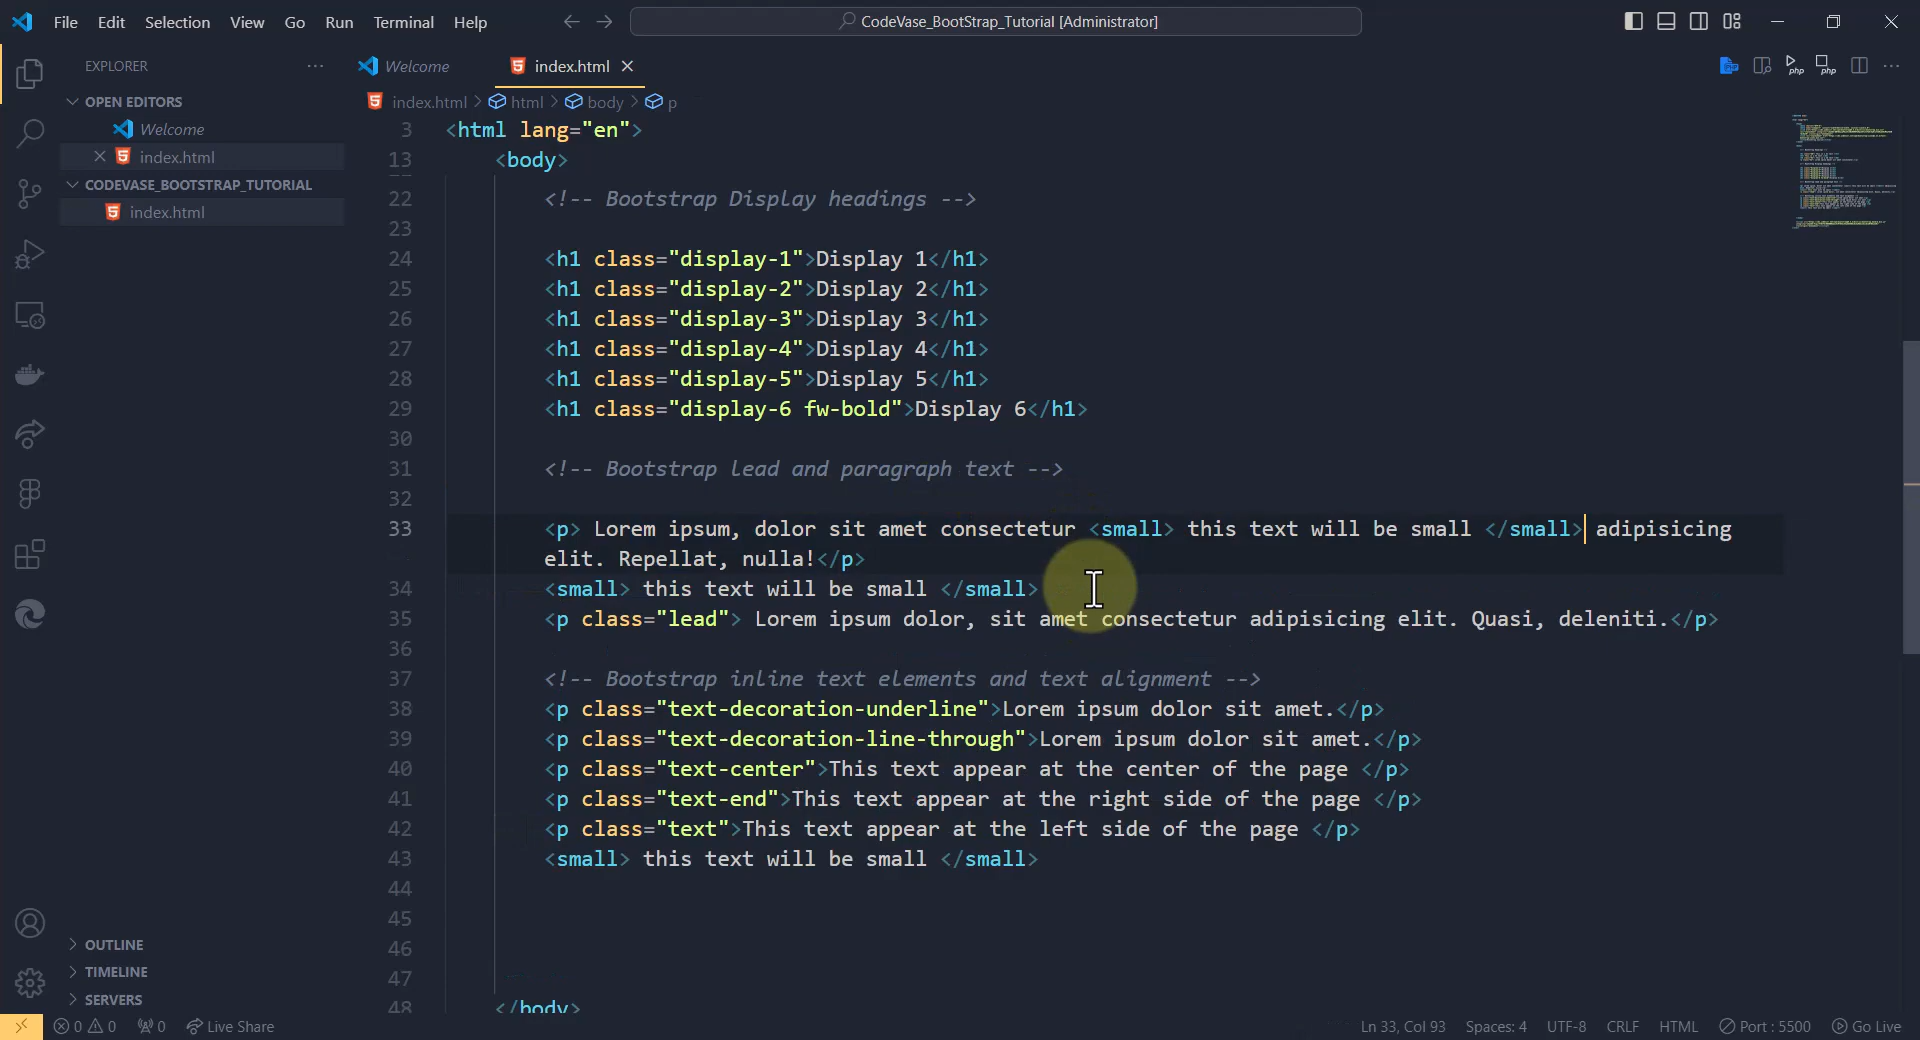 File Edit Selection View Go Run Terminal Help
CodeVase_BootStrap_Tutorial [Administrator]
EXPLORER
OPEN EDITORS
Welcome
index.html
CODEVASE_BOOTSTRAP_TUTORIAL
index.html
OUTLINE
TIMELINE
SERVERS
Welcome index.html
php php
index.html > html > body > p
3 <html lang="en">
13 <body>
22 <!-- Bootstrap Display headings -->
23
24 <h1 class="display-1">Display 1</h1>
25 <h1 class="display-2">Display 2</h1>
26 <h1 class="display-3">Display 3</h1>
27 <h1 class="display-4">Display 4</h1>
28 <h1 class="display-5">Display 5</h1>
29 <h1 class="display-6 fw-bold">Display 6</h1>
30
31 <!-- Bootstrap lead and paragraph text -->
32
33 <p> Lorem ipsum, dolor sit amet consectetur <small> this text will be small </small> adipisicing
elit. Repellat, nulla!</p>
34 <small> this text will be small </small>
35 <p class="lead"> Lorem ipsum dolor, sit amet consectetur adipisicing elit. Quasi, deleniti.</p>
36
37 <!-- Bootstrap inline text elements and text alignment -->
38 <p class="text-decoration-underline">Lorem ipsum dolor sit amet.</p>
39 <p class="text-decoration-line-through">Lorem ipsum dolor sit amet.</p>
40 <p class="text-center">This text appear at the center of the page </p>
41 <p class="text-end">This text appear at the right side of the page </p>
42 <p class="text">This text appear at the left side of the page </p>
43 <small> this text will be small </small>
44
45
46
47
48 </body>
0 0 0 Live Share Ln 33, Col 93 Spaces: 4 UTF-8 CRLF HTML Port : 5500 Go Live